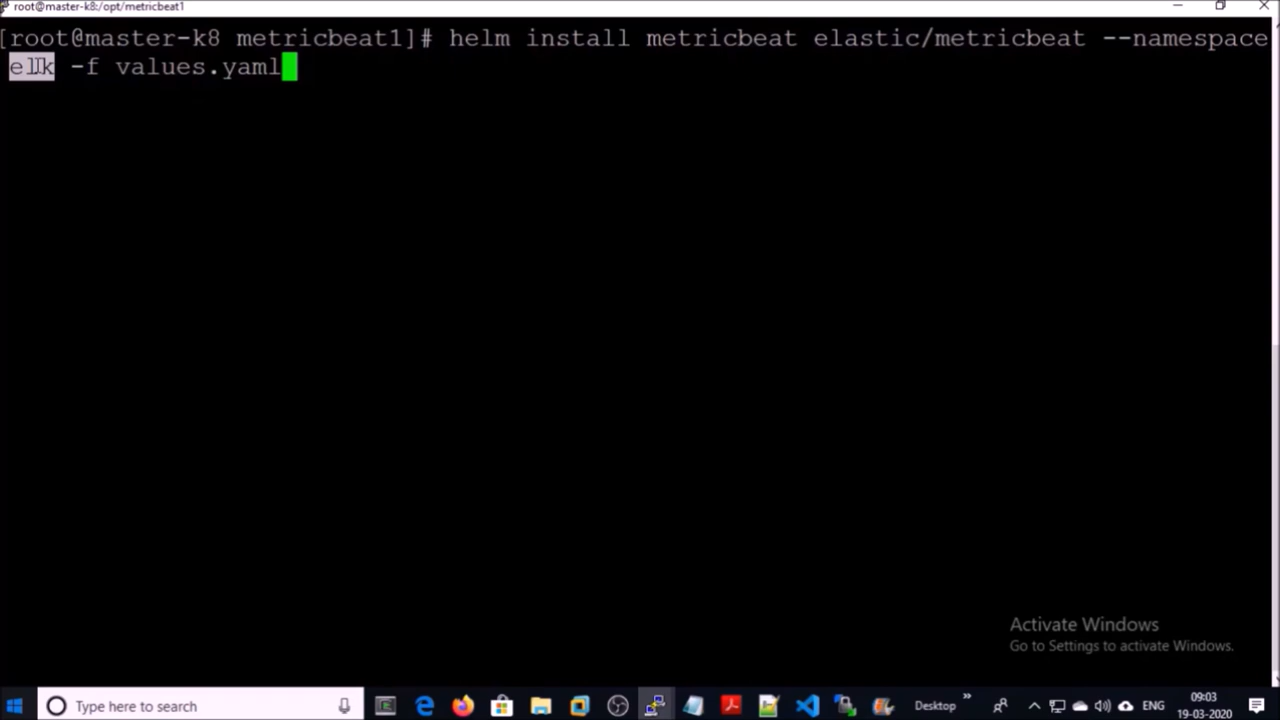 root@master-k8:/opt/metricbeat1
[root@master-k8 metricbeat1]# helm install metricbeat elastic/metricbeat --namespace
elk -f values.yaml
Activate Windows
Go to Settings to activate Windows.
Type here to search
Desktop
ENG
09:03
19-03-2020